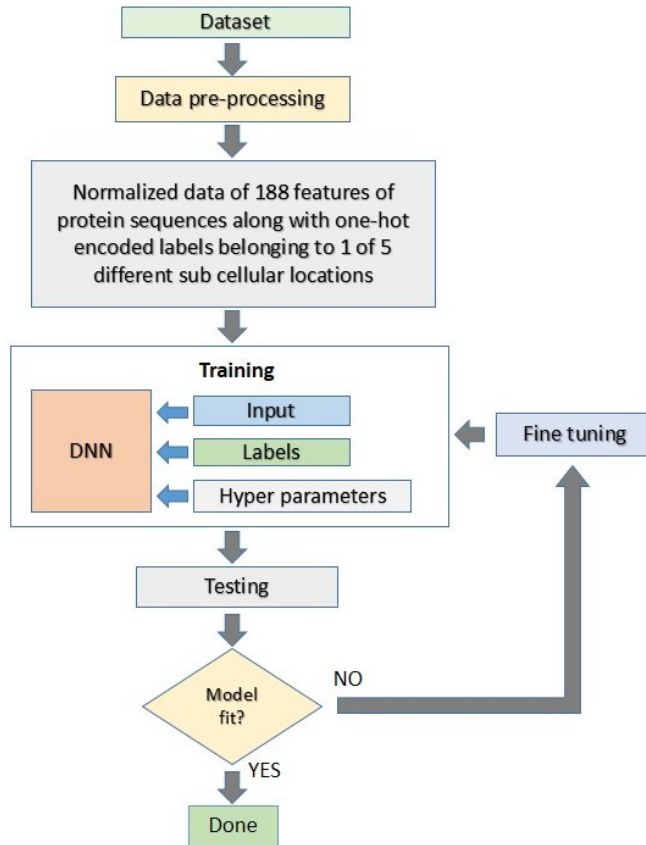 Dataset
Data pre-processing
Normalized data of 188 features of
protein sequences along with one-hot
encoded labels belonging to 1 of 5
different sub cellular locations
Training
DNN
Input
Labels
Hyper parameters
Fine tuning
Testing
Model
fit?
NO
YES
Done